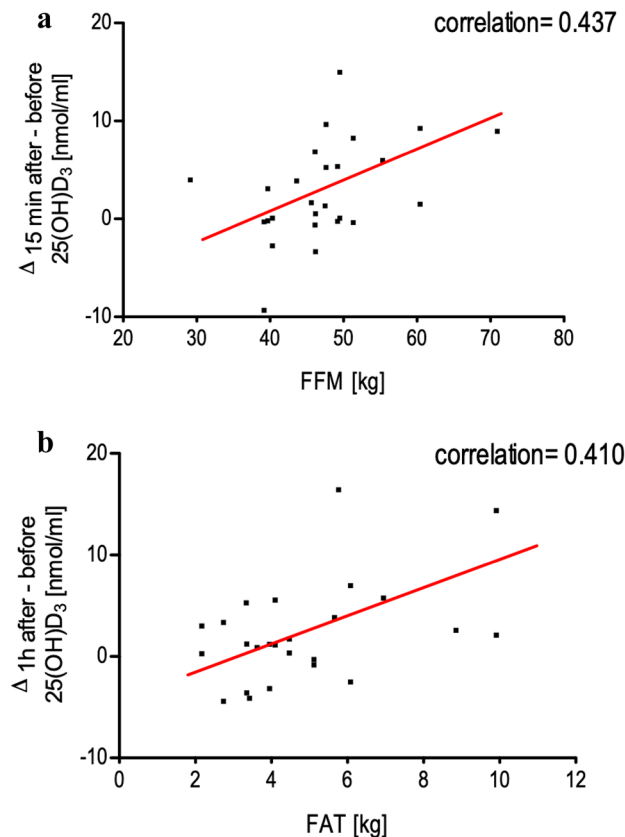 a
correlation= 0.437
Δ 15 min after - before
25(OH)D₃ [nmol/ml]
20
10
0
-10
20 30 40 50 60 70 80
FFM [kg]
b
correlation= 0.410
Δ 1h after - before
25(OH)D₃ [nmol/ml]
20
10
0
-10
0 2 4 6 8 10 12
FAT [kg]